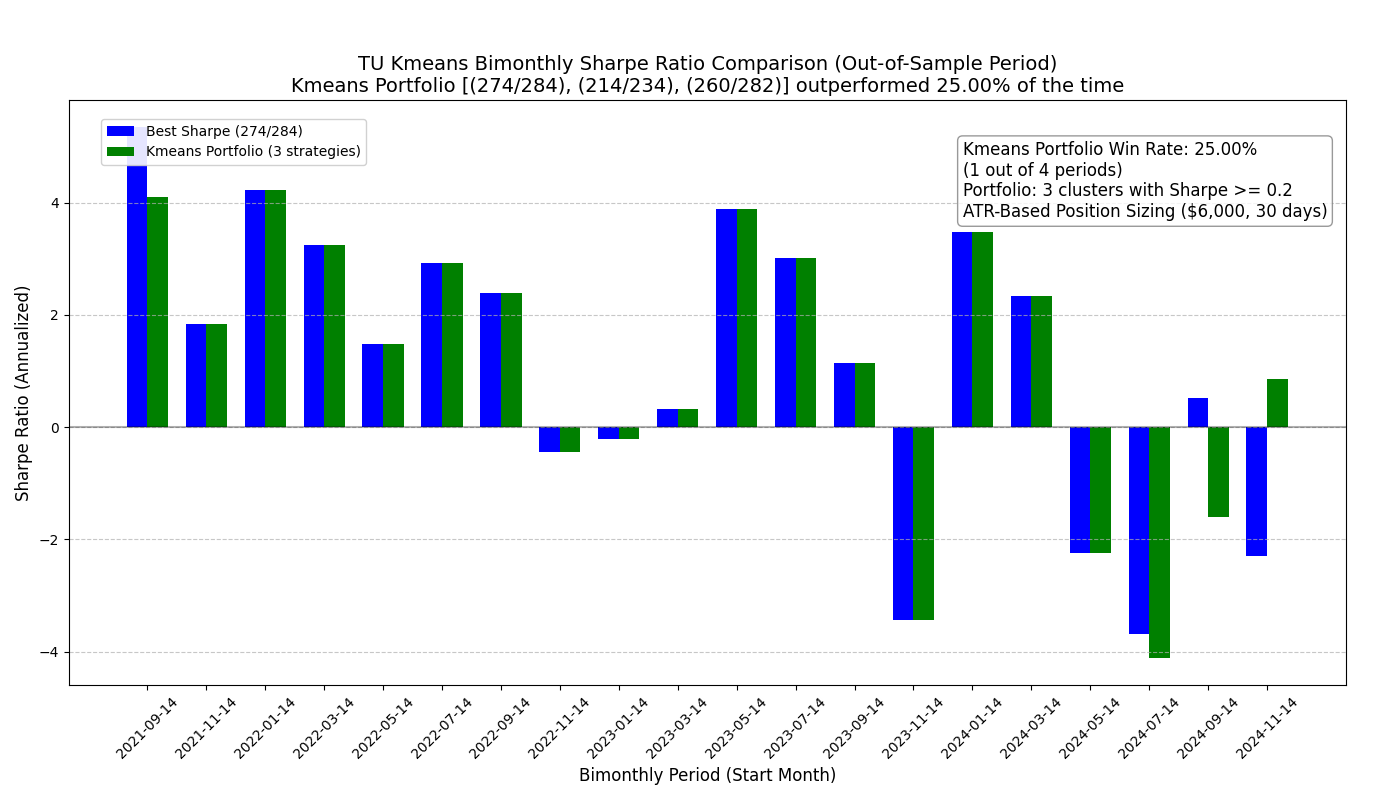 TU Kmeans Bimonthly Sharpe Ratio Comparison (Out-of-Sample Period)
Kmeans Portfolio [(274/284), (214/234), (260/282)] outperformed 25.00% of the time
Best Sharpe (274/284)
Kmeans Portfolio (3 strategies)
Kmeans Portfolio Win Rate: 25.00%
(1 out of 4 periods)
Portfolio: 3 clusters with Sharpe >= 0.2
ATR-Based Position Sizing ($6,000, 30 days)
Sharpe Ratio (Annualized)
4
2
0
−2
−4
2021-09-14
2021-11-14
2022-01-14
2022-03-14
2022-05-14
2022-07-14
2022-09-14
2022-11-14
2023-01-14
2023-03-14
2023-05-14
2023-07-14
2023-09-14
2023-11-14
2024-01-14
2024-03-14
2024-05-14
2024-07-14
2024-09-14
2024-11-14
Bimonthly Period (Start Month)